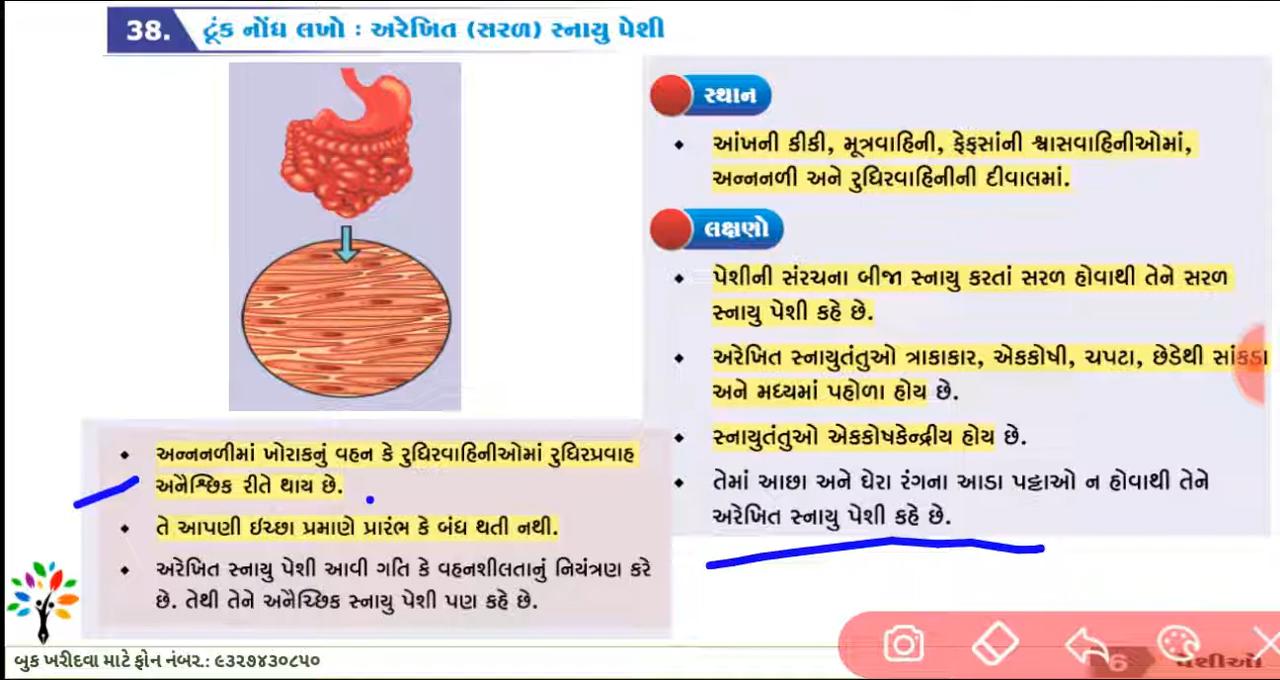 38. ટૂંક નોંધ લખો : અરેખિત (સરળ) સ્નાયુ પેશી
સ્થાન
આંખની કીકી, મૂત્રવાહિની, ફેફસાંની શ્વાસવાહિનીઓમાં,
અન્નનળી અને રુધિરવાહિનીની દીવાલમાં.
લક્ષણો
પેશીની સંરચના બીજા સ્નાયુ કરતાં સરળ હોવાથી તેને સરળ
સ્નાયુ પેશી કહે છે.
અરેખિત સ્નાયુતંતુઓ ત્રાકાકાર, એકકોષી, ચપટા, છેડેથી સાંકડા
અને મધ્યમાં પહોળા હોય છે.
સ્નાયુતંતુઓ એકકોષકેન્દ્રીય હોય છે.
તેમાં આછા અને ઘેરા રંગના આડા પટ્ટાઓ ન હોવાથી તેને
અરેખિત સ્નાયુ પેશી કહે છે.
અન્નનળીમાં ખોરાકનું વહન કે રુધિરવાહિનીઓમાં રુધિરપ્રવાહ
અનૈચ્છિક રીતે થાય છે.
તે આપણી ઇચ્છા પ્રમાણે પ્રારંભ કે બંધ થતી નથી.
અરેખિત સ્નાયુ પેશી આવી ગતિ કે વહનશીલતાનું નિયંત્રણ કરે
છે. તેથી તેને અનૈચ્છિક સ્નાયુ પેશી પણ કહે છે.
બુક ખરીદવા માટે ફોન નંબર.: ૯૩૨૭૪૩૦૮૫૦
6 પેશીઓ